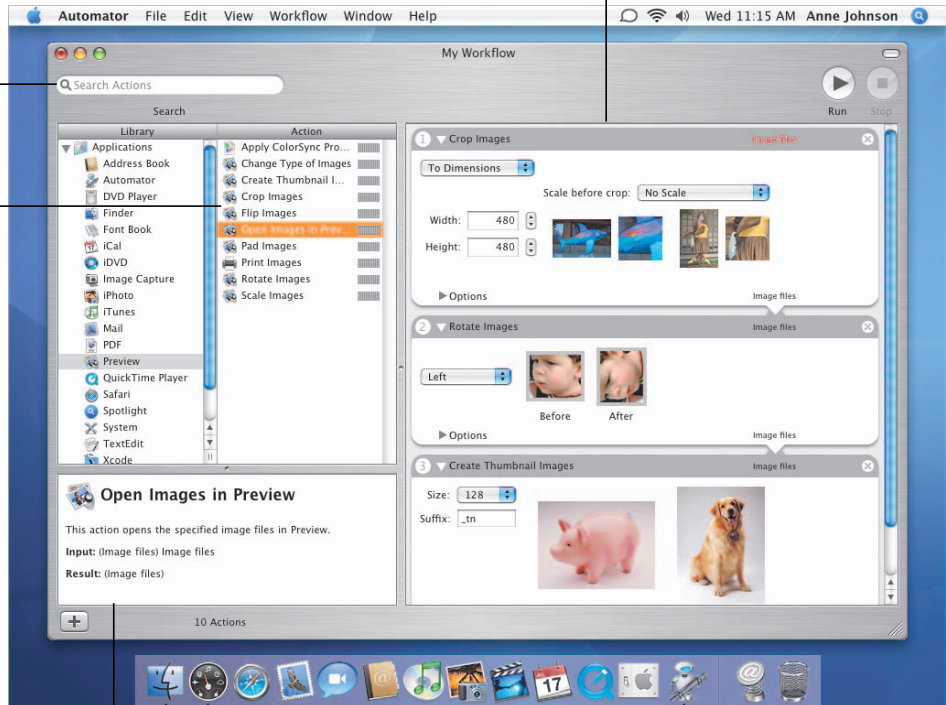 Automator File Edit View Workflow Window Help Wed 11:15 AM Anne Johnson
My Workflow
Search Actions
Search
Run Stop
Library
Applications
Address Book
Automator
DVD Player
Finder
Font Book
iCal
iDVD
Image Capture
iPhoto
iTunes
Mail
PDF
Preview
QuickTime Player
Safari
Spotlight
System
TextEdit
Xcode
Action
Apply ColorSync Pro...
Change Type of Images
Create Thumbnail I...
Crop Images
Flip Images
Open Images in Prev...
Pad Images
Print Images
Rotate Images
Scale Images
Open Images in Preview
This action opens the specified image files in Preview.
Input: (Image files) Image files
Result: (Image files)
10 Actions
1 Crop Images Image files
To Dimensions
Scale before crop: No Scale
Width: 480
Height: 480
Options Image files
2 Rotate Images Image files
Left
Before After
Options Image files
3 Create Thumbnail Images Image files
Size: 128
Suffix: _tn
17